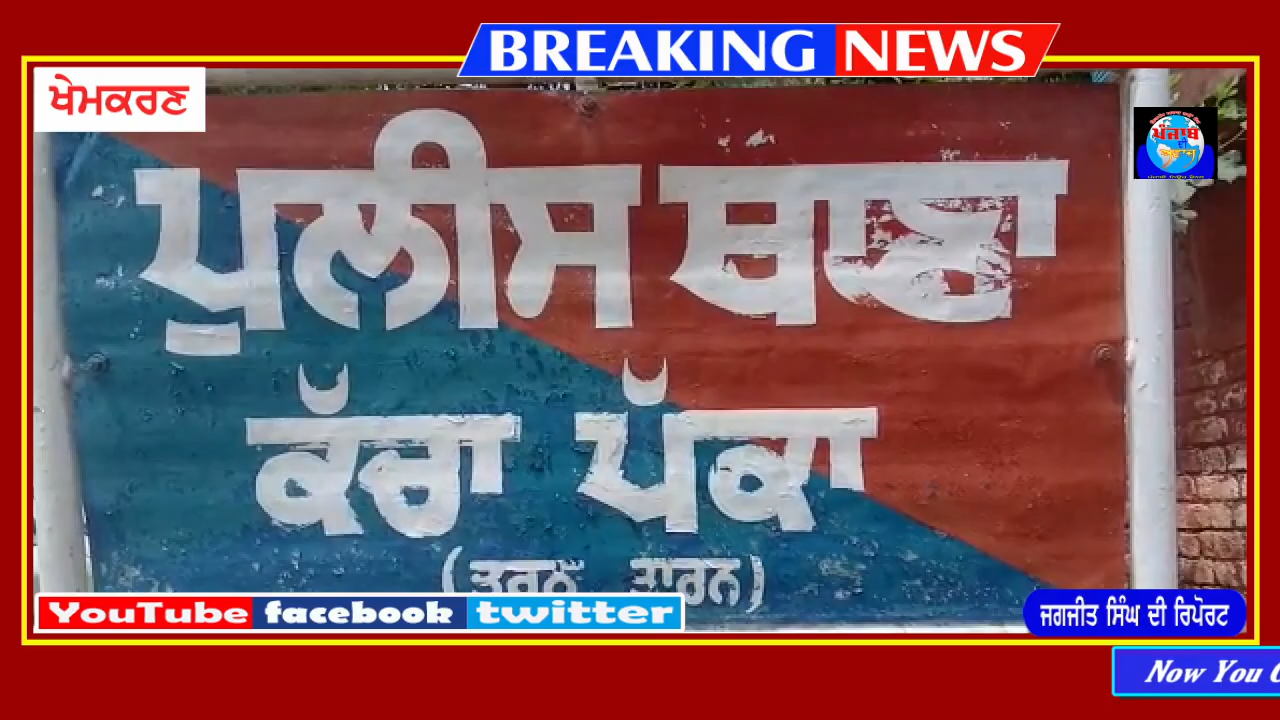 BREAKING NEWS
ਖੇਮਕਰਣ
ਪੰਜਾਬ
ਦੀ
ਪੁਲੀਸ ਥਾਣਾ
ਕੱਚਾ ਪੱਕਾ
(ਤਰਨ ਤਾਰਨ)
YouTube facebook twitter
ਜਗਜੀਤ ਸਿੰਘ ਦੀ ਰਿਪੋਰਟ
Now You